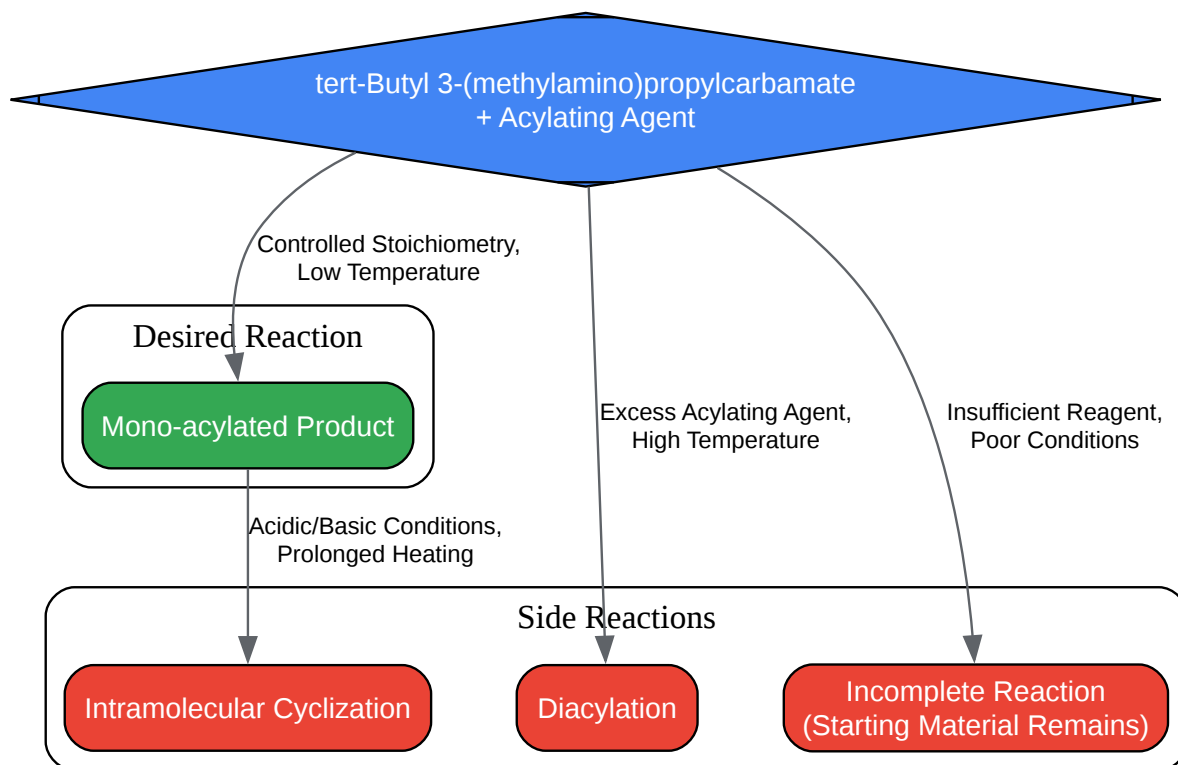 tert-Butyl 3-(methylamino)propylcarbamate
+ Acylating Agent
Controlled Stoichiometry,
Low Temperature
Desired Reaction
Mono-acylated Product
Excess Acylating Agent,
High Temperature
Insufficient Reagent,
Poor Conditions
Acidic/Basic Conditions,
Prolonged Heating
Side Reactions
Intramolecular Cyclization
Diacylation
Incomplete Reaction
(Starting Material Remains)